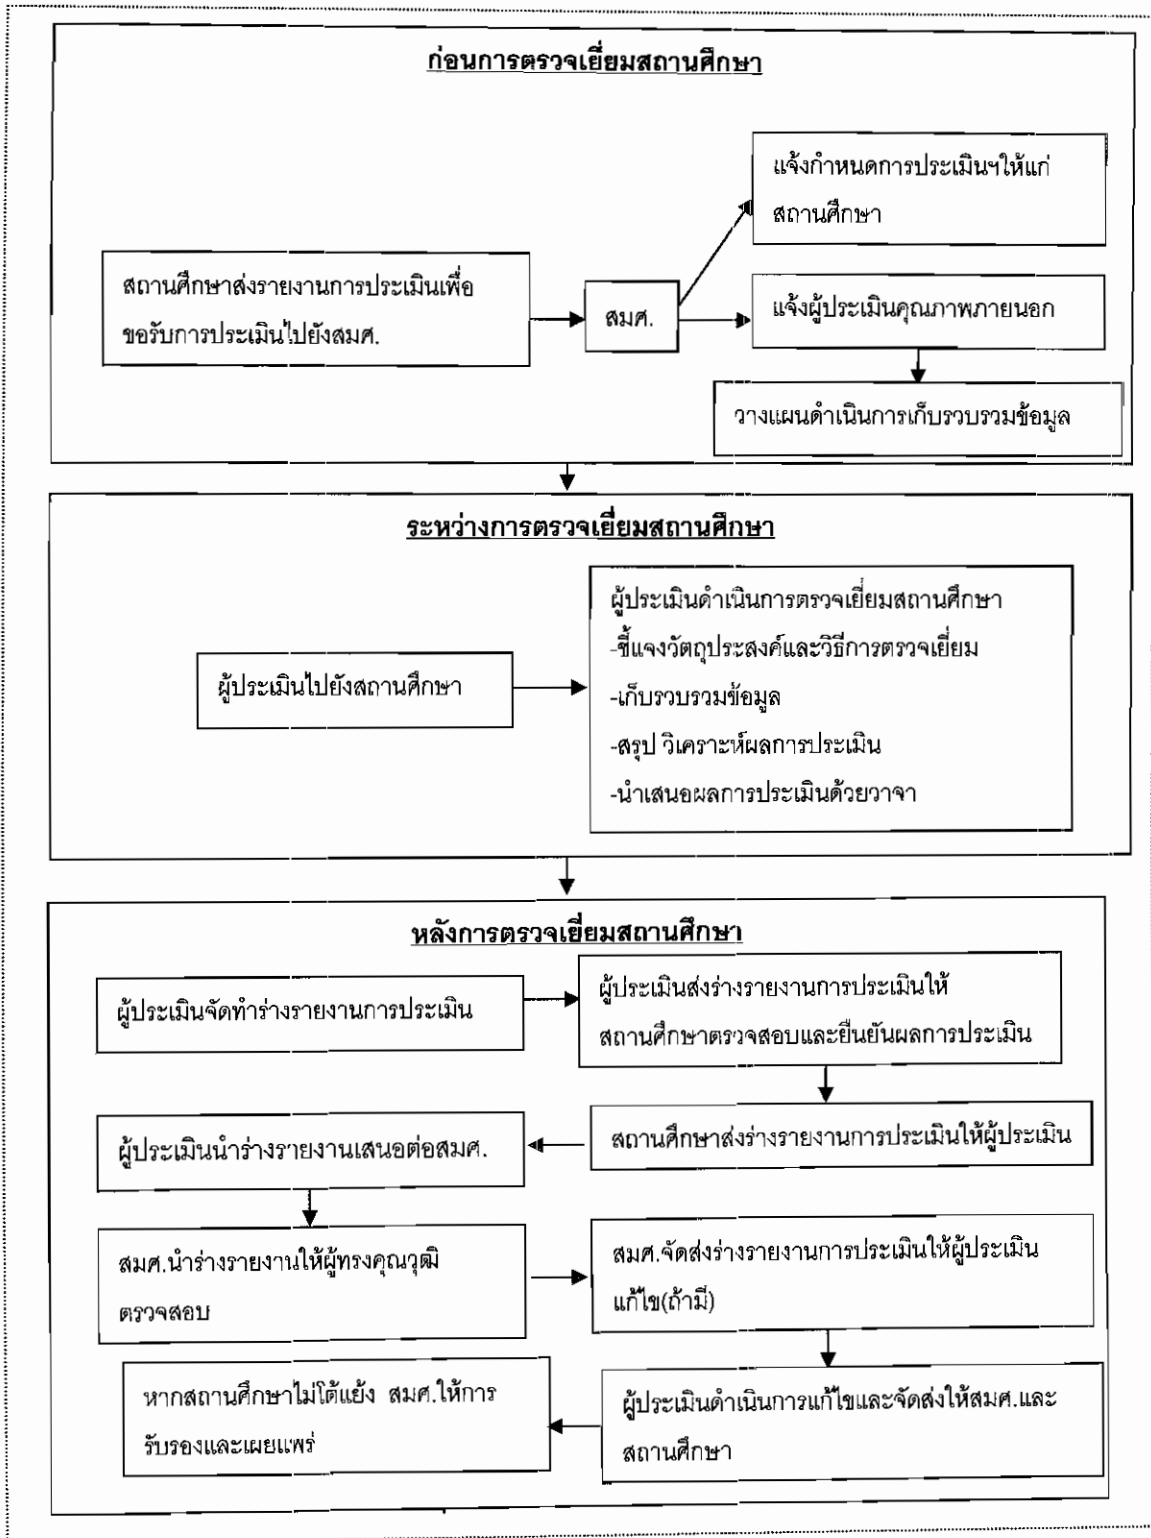 ก่อนการตรวจเยี่ยมสถานศึกษา
แจ้งกำหนดการประเมินฯให้แก่
สถานศึกษา
สถานศึกษาส่งรายงานการประเมินเพื่อ
ขอรับการประเมินไปยังสมศ.
สมศ.
แจ้งผู้ประเมินคุณภาพภายนอก
วางแผนดำเนินการเก็บรวบรวมข้อมูล
ระหว่างการตรวจเยี่ยมสถานศึกษา
ผู้ประเมินไปยังสถานศึกษา
ผู้ประเมินดำเนินการตรวจเยี่ยมสถานศึกษา
-ชี้แจงวัตถุประสงค์และวิธีการตรวจเยี่ยม
-เก็บรวบรวมข้อมูล
-สรุป วิเคราะห์ผลการประเมิน
-นำเสนอผลการประเมินด้วยวาจา
หลังการตรวจเยี่ยมสถานศึกษา
ผู้ประเมินจัดทำร่างรายงานการประเมิน
ผู้ประเมินส่งร่างรายงานการประเมินให้
สถานศึกษาตรวจสอบและยืนยันผลการประเมิน
สถานศึกษาส่งร่างรายงานการประเมินให้ผู้ประเมิน
ผู้ประเมินนำร่างรายงานเสนอต่อสมศ.
สมศ.นำร่างรายงานให้ผู้ทรงคุณวุฒิ
ตรวจสอบ
สมศ.จัดส่งร่างรายงานการประเมินให้ผู้ประเมิน
แก้ไข(ถ้ามี)
ผู้ประเมินดำเนินการแก้ไขและจัดส่งให้สมศ.และ
สถานศึกษา
หากสถานศึกษาไม่โต้แย้ง สมศ.ให้การ
รับรองและเผยแพร่